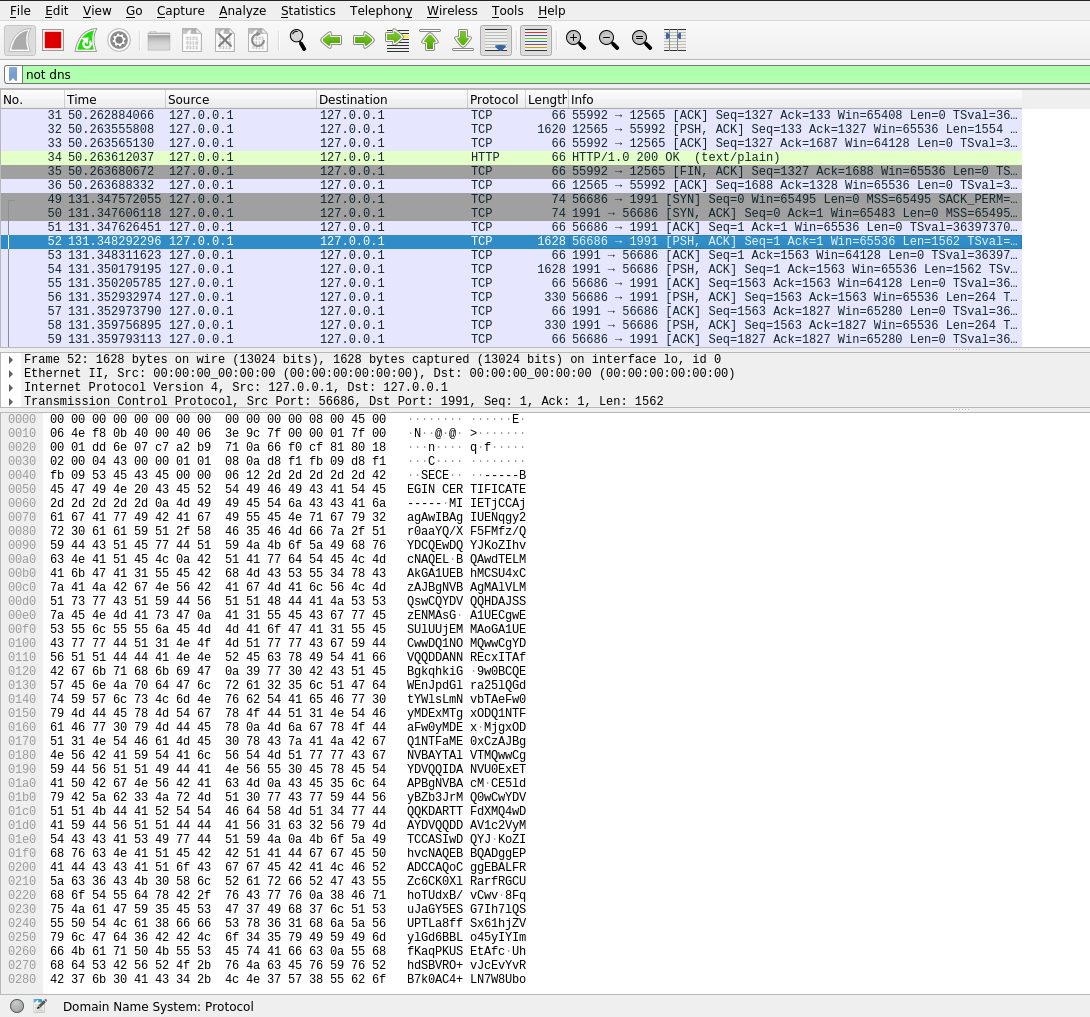 File Edit View Go Capture Analyze Statistics Telephony Wireless Tools Help
not dns
No. Time Source Destination Protocol Length Info
31 50.262884066 127.0.0.1 127.0.0.1 TCP 66 55992 → 12565 [ACK] Seq=1327 Ack=133 Win=65408 Len=0 TSval=36…
32 50.263555808 127.0.0.1 127.0.0.1 TCP 1620 12565 → 55992 [PSH, ACK] Seq=133 Ack=1327 Win=65536 Len=1554 …
33 50.263565130 127.0.0.1 127.0.0.1 TCP 66 55992 → 12565 [ACK] Seq=1327 Ack=1687 Win=64128 Len=0 TSval=3…
34 50.263612037 127.0.0.1 127.0.0.1 HTTP 66 HTTP/1.0 200 OK (text/plain)
35 50.263680672 127.0.0.1 127.0.0.1 TCP 66 55992 → 12565 [FIN, ACK] Seq=1327 Ack=1688 Win=65536 Len=0 TS…
36 50.263688332 127.0.0.1 127.0.0.1 TCP 66 12565 → 55992 [ACK] Seq=1688 Ack=1328 Win=65536 Len=0 TSval=3…
49 131.347572055 127.0.0.1 127.0.0.1 TCP 74 56686 → 1991 [SYN] Seq=0 Win=65495 Len=0 MSS=65495 SACK_PERM=…
50 131.347606118 127.0.0.1 127.0.0.1 TCP 74 1991 → 56686 [SYN, ACK] Seq=0 Ack=1 Win=65483 Len=0 MSS=65495…
51 131.347626451 127.0.0.1 127.0.0.1 TCP 66 56686 → 1991 [ACK] Seq=1 Ack=1 Win=65536 Len=0 TSval=36397370…
52 131.348292296 127.0.0.1 127.0.0.1 TCP 1628 56686 → 1991 [PSH, ACK] Seq=1 Ack=1 Win=65536 Len=1562 TSval=…
53 131.348311623 127.0.0.1 127.0.0.1 TCP 66 1991 → 56686 [ACK] Seq=1 Ack=1563 Win=64128 Len=0 TSval=36397…
54 131.350179195 127.0.0.1 127.0.0.1 TCP 1628 1991 → 56686 [PSH, ACK] Seq=1 Ack=1563 Win=65536 Len=1562 TSv…
55 131.350205785 127.0.0.1 127.0.0.1 TCP 66 56686 → 1991 [ACK] Seq=1563 Ack=1563 Win=64128 Len=0 TSval=36…
56 131.352932974 127.0.0.1 127.0.0.1 TCP 330 56686 → 1991 [PSH, ACK] Seq=1563 Ack=1563 Win=65536 Len=264 T…
57 131.352973790 127.0.0.1 127.0.0.1 TCP 66 1991 → 56686 [ACK] Seq=1563 Ack=1827 Win=65280 Len=0 TSval=36…
58 131.359756895 127.0.0.1 127.0.0.1 TCP 330 1991 → 56686 [PSH, ACK] Seq=1563 Ack=1827 Win=65536 Len=264 T…
59 131.359793113 127.0.0.1 127.0.0.1 TCP 66 56686 → 1991 [ACK] Seq=1827 Ack=1827 Win=65280 Len=0 TSval=36…
Frame 52: 1628 bytes on wire (13024 bits), 1628 bytes captured (13024 bits) on interface lo, id 0
Ethernet II, Src: 00:00:00_00:00:00 (00:00:00:00:00:00), Dst: 00:00:00_00:00:00 (00:00:00:00:00:00)
Internet Protocol Version 4, Src: 127.0.0.1, Dst: 127.0.0.1
Transmission Control Protocol, Src Port: 56686, Dst Port: 1991, Seq: 1, Ack: 1, Len: 1562
0000 00 00 00 00 00 00 00 00 00 00 00 00 08 00 45 00 ········ ······E·
0010 06 4e f8 0b 40 00 40 06 3e 9c 7f 00 00 01 7f 00 ·N··@·@· >·······
0020 00 01 dd 6e 07 c7 a2 b9 71 0a 66 f0 cf 81 80 18 ···n···· q·f·····
0030 02 00 04 43 00 00 01 01 08 0a d8 f1 fb 09 d8 f1 ···C···· ········
0040 fb 09 53 45 43 45 00 00 06 12 2d 2d 2d 2d 2d 42 ··SECE·· ··-----B
0050 45 47 49 4e 20 43 45 52 54 49 46 49 43 41 54 45 EGIN CER TIFICATE
0060 2d 2d 2d 2d 2d 0a 4d 49 49 45 54 6a 43 43 41 6a -----·MI IETjCCAj
0070 61 67 41 77 49 42 41 67 49 55 45 4e 71 67 79 32 agAwIBAg IUENqgy2
0080 72 30 61 61 59 51 2f 58 46 35 46 4d 66 7a 2f 51 r0aaYQ/X F5FMfz/Q
0090 59 44 43 51 45 77 44 51 59 4a 4b 6f 5a 49 68 76 YDCQEwDQ YJKoZIhv
00a0 63 4e 41 51 45 4c 0a 42 51 41 77 64 54 45 4c 4d cNAQEL·B QAwdTELM
00b0 41 6b 47 41 31 55 45 42 68 4d 43 53 55 34 78 43 AkGA1UEB hMCSU4xC
00c0 7a 41 4a 42 67 4e 56 42 41 67 4d 41 6c 56 4c 4d zAJBgNVB AgMAlVLM
00d0 51 73 77 43 51 59 44 56 51 51 48 44 41 4a 53 53 QswCQYDV QQHDAJSS
00e0 7a 45 4e 4d 41 73 47 0a 41 31 55 45 43 67 77 45 zENMAsG· A1UECgwE
00f0 53 55 6c 55 55 6a 45 4d 4d 41 6f 47 41 31 55 45 SUlUUjEM MAoGA1UE
0100 43 77 77 44 51 31 4e 4f 4d 51 77 77 43 67 59 44 CwwDQ1NO MQwwCgYD
0110 56 51 51 44 44 41 4e 4e 52 45 63 78 49 54 41 66 VQQDDANN REcxITAf
0120 42 67 6b 71 68 6b 69 47 0a 39 77 30 42 43 51 45 BgkqhkiG ·9w0BCQE
0130 57 45 6e 4a 70 64 47 6c 72 61 32 35 6c 51 47 64 WEnJpdGl ra25lQGd
0140 74 59 57 6c 73 4c 6d 4e 76 62 54 41 65 46 77 30 tYWlsLmN vbTAeFw0
0150 79 4d 44 45 78 4d 54 67 78 4f 44 51 31 4e 54 46 yMDExMTg xODQ1NTF
0160 61 46 77 30 79 4d 44 45 78 0a 4d 6a 67 78 4f 44 aFw0yMDE x·MjgxOD
0170 51 31 4e 54 46 61 4d 45 30 78 43 7a 41 4a 42 67 Q1NTFaME 0xCzAJBg
0180 4e 56 42 41 59 54 41 6c 56 54 4d 51 77 77 43 67 NVBAYTAl VTMQwwCg
0190 59 44 56 51 51 49 44 41 4e 56 55 30 45 78 45 54 YDVQQIDA NVU0ExET
01a0 41 50 42 67 4e 56 42 41 63 4d 0a 43 45 35 6c 64 APBgNVBA cM·CE5ld
01b0 79 42 5a 62 33 4a 72 4d 51 30 77 43 77 59 44 56 yBZb3JrM Q0wCwYDV
01c0 51 51 4b 44 41 52 54 54 46 64 58 4d 51 34 77 44 QQKDARTT FdXMQ4wD
01d0 41 59 44 56 51 51 44 44 41 56 31 63 32 56 79 4d AYDVQQDD AV1c2VyM
01e0 54 43 43 41 53 49 77 44 51 59 4a 0a 4b 6f 5a 49 TCCASIwD QYJ·KoZI
01f0 68 76 63 4e 41 51 45 42 42 51 41 44 67 67 45 50 hvcNAQEB BQADggEP
0200 41 44 43 43 41 51 6f 43 67 67 45 42 41 4c 46 52 ADCCAQoC ggEBALFR
0210 5a 63 36 43 4b 30 58 6c 52 61 72 66 52 47 43 55 Zc6CK0Xl RarfRGCU
0220 68 6f 54 55 64 78 42 2f 76 43 77 76 0a 38 46 71 hoTUdxB/ vCwv·8Fq
0230 75 4a 61 47 59 35 45 53 47 37 49 68 37 6c 51 53 uJaGY5ES G7Ih7lQS
0240 55 50 54 4c 61 38 66 66 53 78 36 31 68 6a 5a 56 UPTLa8ff Sx61hjZV
0250 79 6c 47 64 36 42 42 4c 6f 34 35 79 49 59 49 6d ylGd6BBL o45yIYIm
0260 66 4b 61 71 50 4b 55 53 45 74 41 66 63 0a 55 68 fKaqPKUS EtAfc·Uh
0270 68 64 53 42 56 52 4f 2b 76 4a 63 45 76 59 76 52 hdSBVRO+ vJcEvYvR
0280 42 37 6b 30 41 43 34 2b 4c 4e 37 57 38 55 62 6f B7k0AC4+ LN7W8Ubo
Domain Name System: Protocol